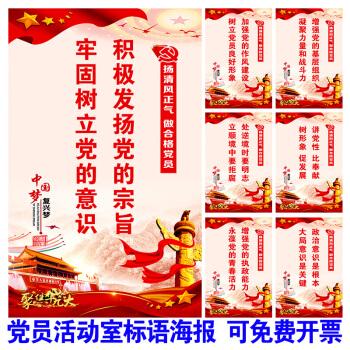 扬清风正气 做合格党员
积极发扬党的宗旨
牢固树立党的意识
中国梦
复兴梦
加强党的作风建设
树立党员良好形象
增强党的基层组织
凝聚力量和战斗力
处逆境时要明志
立顺境中要拒腐
讲党性 比奉献
树形象 促发展
增强党的执政能力
永葆党的青春活力
政治意识是根本
大局意识是关键
党员活动室标语海报 可免费开票